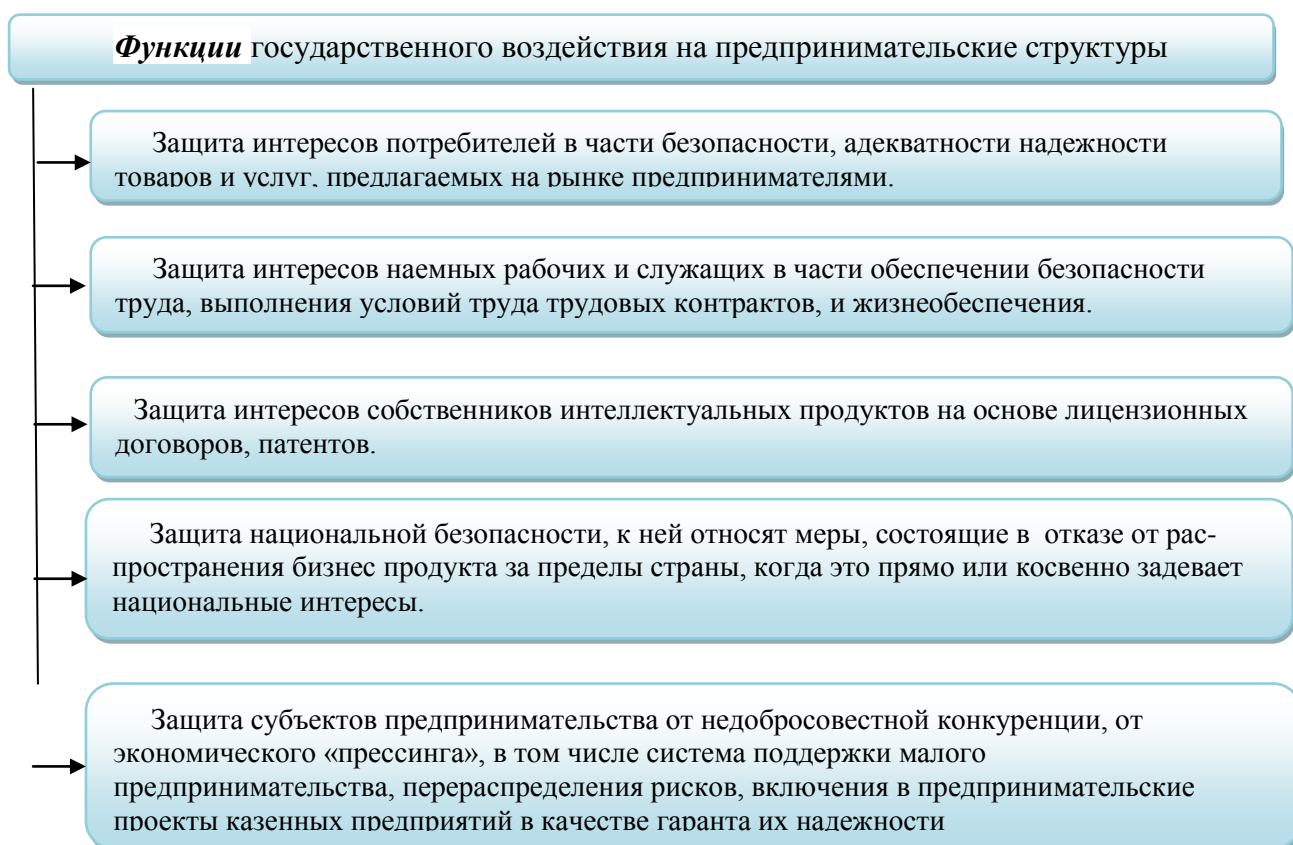 Функции государственного воздействия на предпринимательские структуры
Защита интересов потребителей в части безопасности, адекватности надежности
товаров и услуг, предлагаемых на рынке предпринимателями.
Защита интересов наемных рабочих и служащих в части обеспечении безопасности
труда, выполнения условий труда трудовых контрактов, и жизнеобеспечения.
Защита интересов собственников интеллектуальных продуктов на основе лицензионных
договоров, патентов.
Защита национальной безопасности, к ней относят меры, состоящие в отказе от рас-
пространения бизнес продукта за пределы страны, когда это прямо или косвенно задевает
национальные интересы.
Защита субъектов предпринимательства от недобросовестной конкуренции, от
экономического «прессинга», в том числе система поддержки малого
предпринимательства, перераспределения рисков, включения в предпринимательские
проекты казенных предприятий в качестве гаранта их надежности